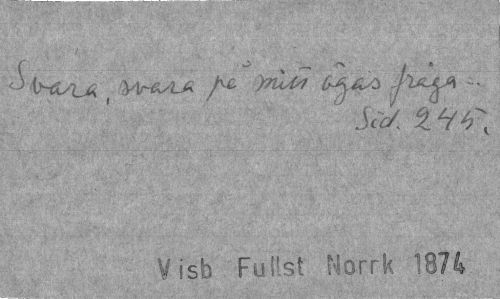 Svara, svara på mitt ögas fråga..
Sid. 245.
Visb Fullst Norrk 1874